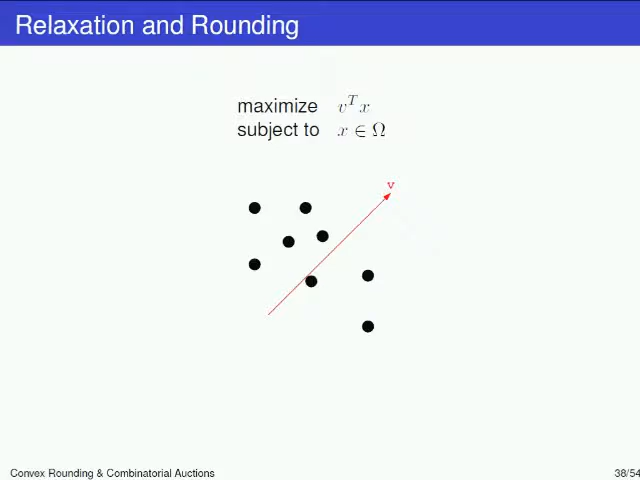 Relaxation and Rounding
maximize v^T x
subject to x ∈ Ω
v
Convex Rounding & Combinatorial Auctions 38/54